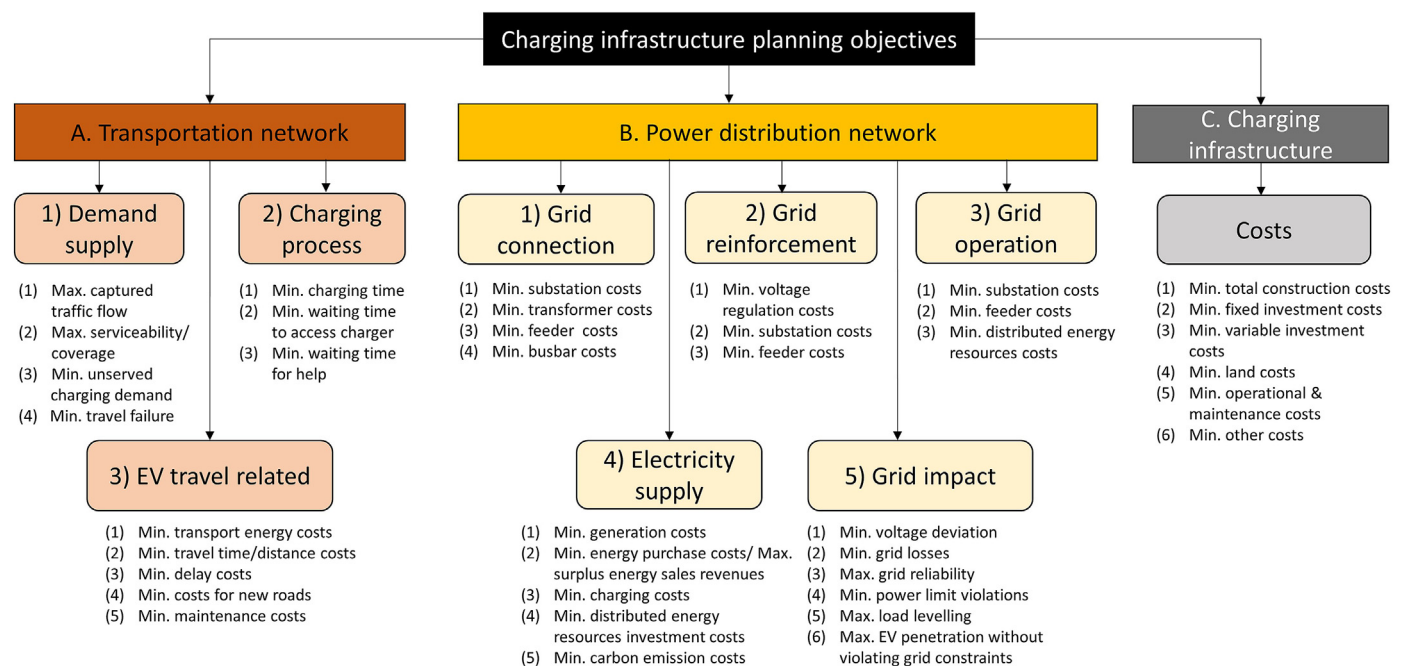 Charging infrastructure planning objectives
A. Transportation network
1) Demand
supply
(1) Max. captured
traffic flow
(2) Max. serviceability/
coverage
(3) Min. unserved
charging demand
(4) Min. travel failure
2) Charging
process
(1) Min. charging time
(2) Min. waiting time
to access charger
(3) Min. waiting time
for help
3) EV travel related
(1) Min. transport energy costs
(2) Min. travel time/distance costs
(3) Min. delay costs
(4) Min. costs for new roads
(5) Min. maintenance costs
B. Power distribution network
1) Grid
connection
(1) Min. substation costs
(2) Min. transformer costs
(3) Min. feeder costs
(4) Min. busbar costs
2) Grid
reinforcement
(1) Min. voltage
regulation costs
(2) Min. substation costs
(3) Min. feeder costs
3) Grid
operation
(1) Min. substation costs
(2) Min. feeder costs
(3) Min. distributed energy
resources costs
4) Electricity
supply
(1) Min. generation costs
(2) Min. energy purchase costs/ Max.
surplus energy sales revenues
(3) Min. charging costs
(4) Min. distributed energy
resources investment costs
(5) Min. carbon emission costs
5) Grid impact
(1) Min. voltage deviation
(2) Min. grid losses
(3) Max. grid reliability
(4) Min. power limit violations
(5) Max. load levelling
(6) Max. EV penetration without
violating grid constraints
C. Charging
infrastructure
Costs
(1) Min. total construction costs
(2) Min. fixed investment costs
(3) Min. variable investment
costs
(4) Min. land costs
(5) Min. operational &
maintenance costs
(6) Min. other costs